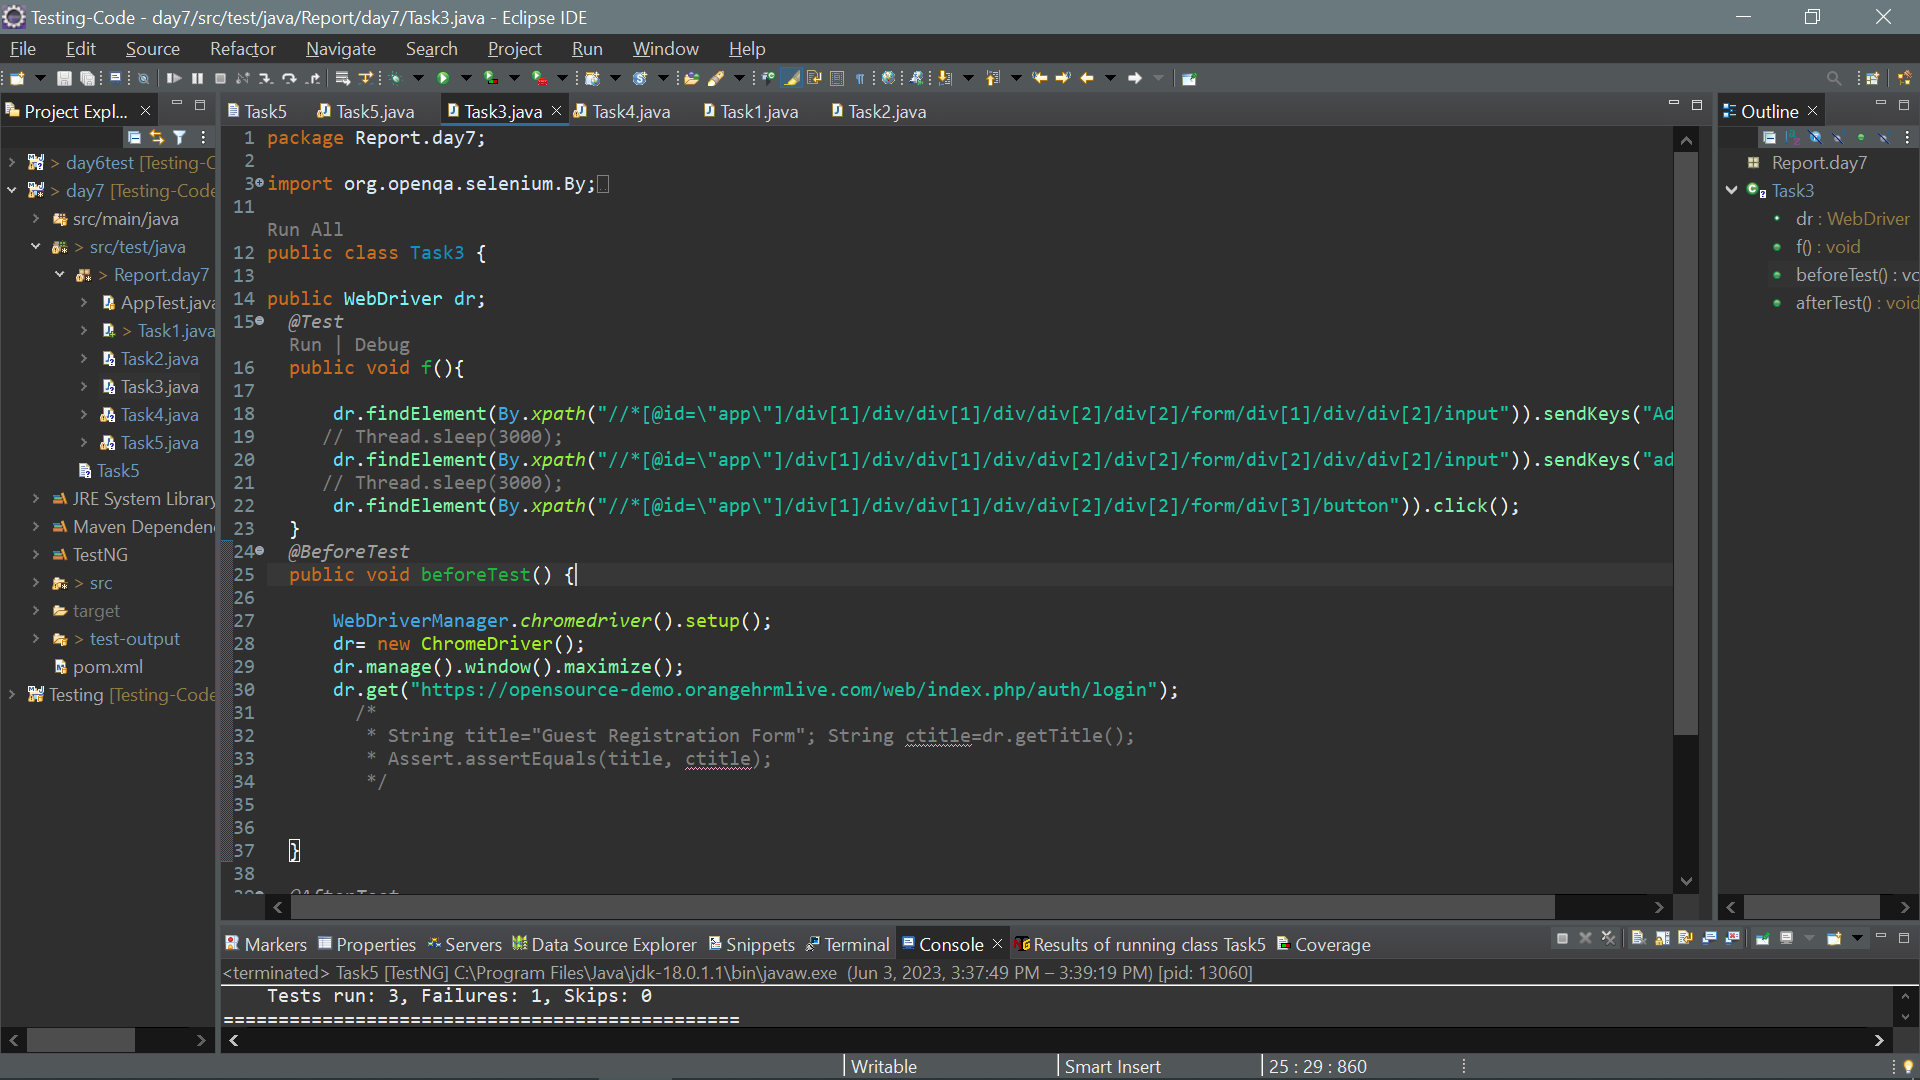 Testing-Code - day7/src/test/java/Report/day7/Task3.java - Eclipse IDE
File Edit Source Refactor Navigate Search Project Run Window Help
Project Expl...
> day6test [Testing-C
> day7 [Testing-Code
src/main/java
> src/test/java
> Report.day7
AppTest.java
> Task1.java
Task2.java
Task3.java
Task4.java
Task5.java
Task5
JRE System Library
Maven Dependen
TestNG
> src
target
> test-output
pom.xml
Testing [Testing-Code
Task5 Task5.java Task3.java Task4.java Task1.java Task2.java
1 package Report.day7;
2
3 import org.openqa.selenium.By;
11
Run All
12 public class Task3 {
13
14 public WebDriver dr;
15 @Test
Run | Debug
16 public void f(){
17
18 dr.findElement(By.xpath("//*[@id=\"app\"]/div[1]/div/div[1]/div/div[2]/div[2]/form/div[1]/div/div[2]/input")).sendKeys("Ad
19 // Thread.sleep(3000);
20 dr.findElement(By.xpath("//*[@id=\"app\"]/div[1]/div/div[1]/div/div[2]/div[2]/form/div[2]/div/div[2]/input")).sendKeys("ad
21 // Thread.sleep(3000);
22 dr.findElement(By.xpath("//*[@id=\"app\"]/div[1]/div/div[1]/div/div[2]/div[2]/form/div[3]/button")).click();
23 }
24 @BeforeTest
25 public void beforeTest() {
26
27 WebDriverManager.chromedriver().setup();
28 dr= new ChromeDriver();
29 dr.manage().window().maximize();
30 dr.get("https://opensource-demo.orangehrmlive.com/web/index.php/auth/login");
31 /*
32 * String title="Guest Registration Form"; String ctitle=dr.getTitle();
33 * Assert.assertEquals(title, ctitle);
34 */
35
36
37 }
38
39 @AfterTest
Outline
Report.day7
Task3
dr : WebDriver
f() : void
beforeTest() : vo
afterTest() : void
Markers Properties Servers Data Source Explorer Snippets Terminal Console Results of running class Task5 Coverage
<terminated> Task5 [TestNG] C:\Program Files\Java\jdk-18.0.1.1\bin\javaw.exe (Jun 3, 2023, 3:37:49 PM – 3:39:19 PM) [pid: 13060]
Tests run: 3, Failures: 1, Skips: 0
===============================================
Writable Smart Insert 25 : 29 : 860